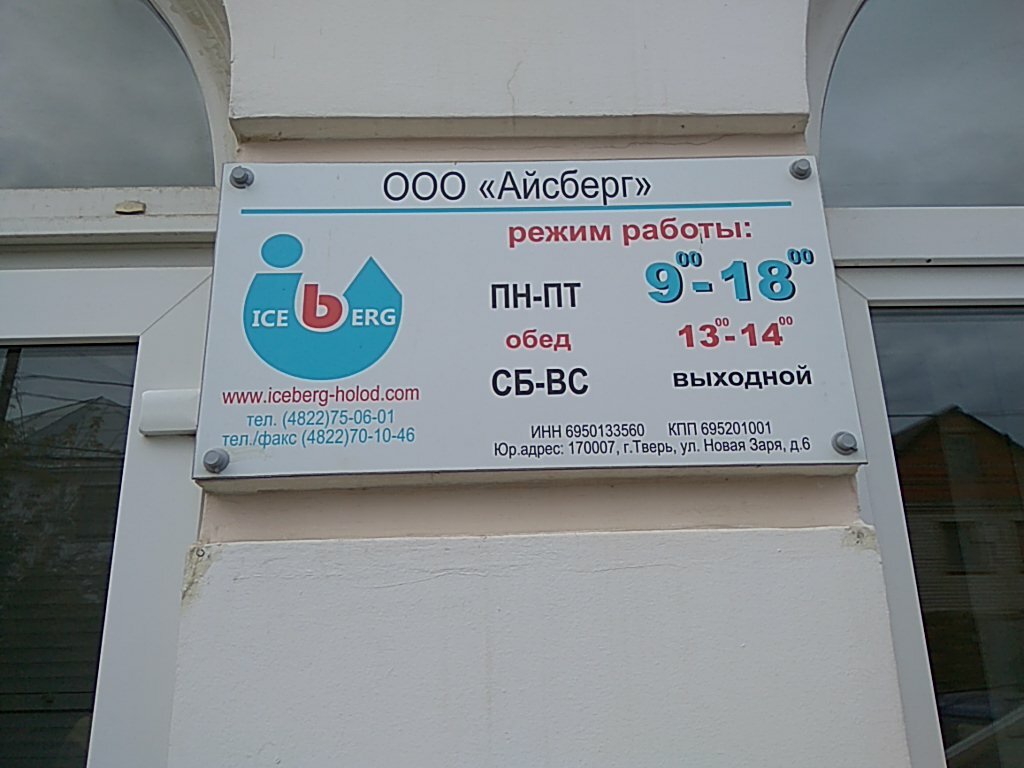 ООО «Айсберг»
режим работы:
ПН-ПТ 9⁰⁰-18⁰⁰
обед 13⁰⁰-14⁰⁰
СБ-ВС выходной
ICE b ERG
www.iceberg-holod.com
тел. (4822)75-06-01
тел./факс (4822)70-10-46
ИНН 6950133560 КПП 695201001
Юр.адрес: 170007, г.Тверь, ул. Новая Заря, д.6